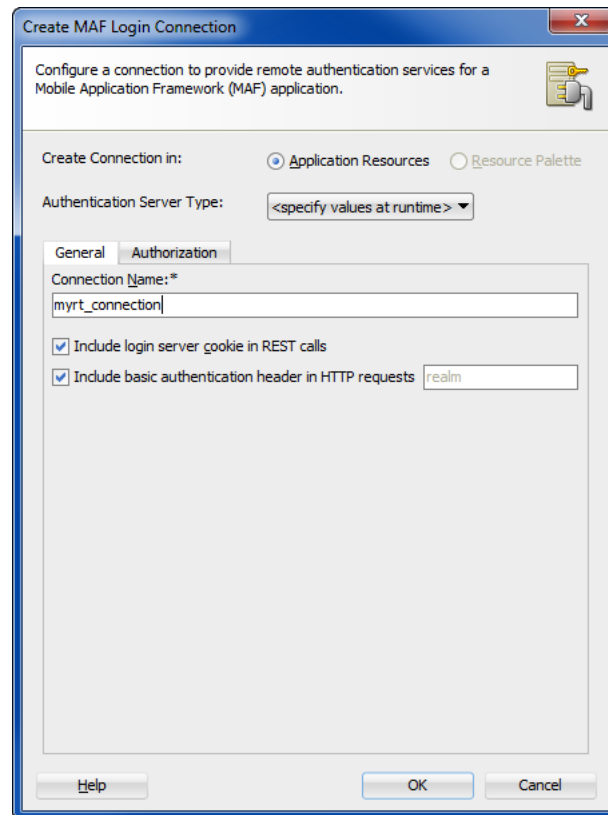 Create MAF Login Connection
Configure a connection to provide remote authentication services for a
Mobile Application Framework (MAF) application.
Create Connection in: Application Resources Resource Palette
Authentication Server Type: <specify values at runtime>
General Authorization
Connection Name:*
myrt_connection
Include login server cookie in REST calls
Include basic authentication header in HTTP requests realm
Help OK Cancel